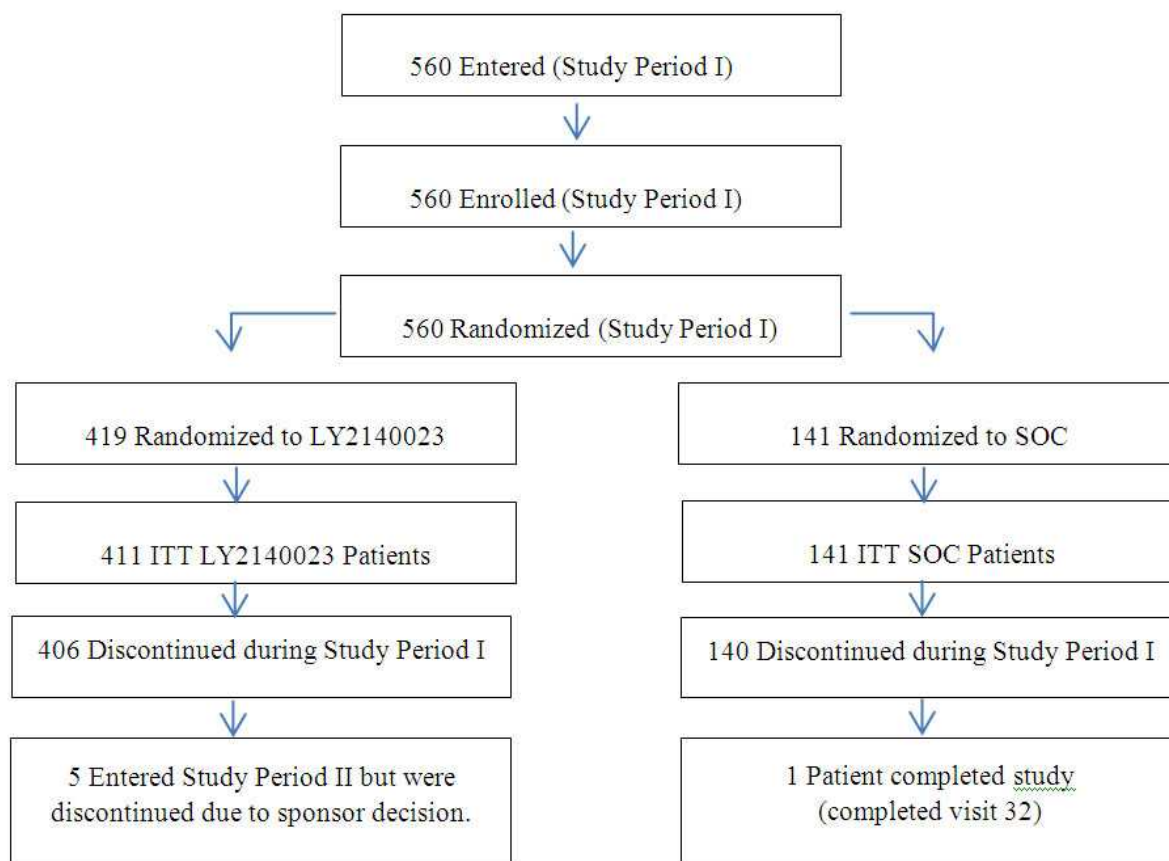 560 Entered (Study Period I)
560 Enrolled (Study Period I)
560 Randomized (Study Period I)
419 Randomized to LY2140023
141 Randomized to SOC
411 ITT LY2140023 Patients
141 ITT SOC Patients
406 Discontinued during Study Period I
140 Discontinued during Study Period I
5 Entered Study Period II but were
discontinued due to sponsor decision.
1 Patient completed study
(completed visit 32)